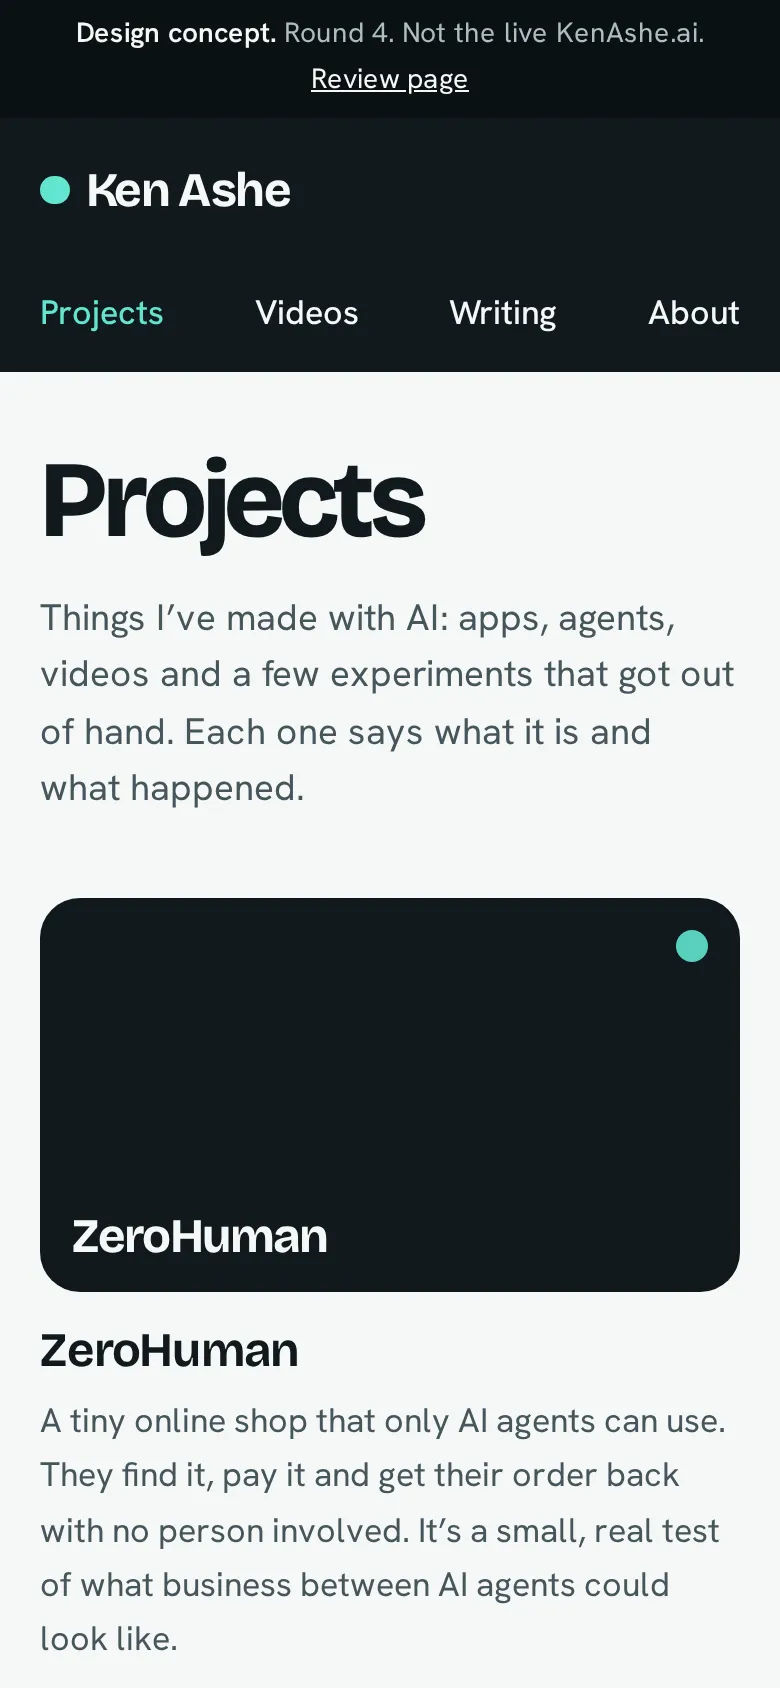 Design concept. Round 4. Not the live KenAshe.ai.
Review page
Ken Ashe
Projects Videos Writing About
Projects
Things I’ve made with AI: apps, agents,
videos and a few experiments that got out
of hand. Each one says what it is and
what happened.
ZeroHuman
ZeroHuman
A tiny online shop that only AI agents can use.
They find it, pay it and get their order back
with no person involved. It’s a small, real test
of what business between AI agents could
look like.